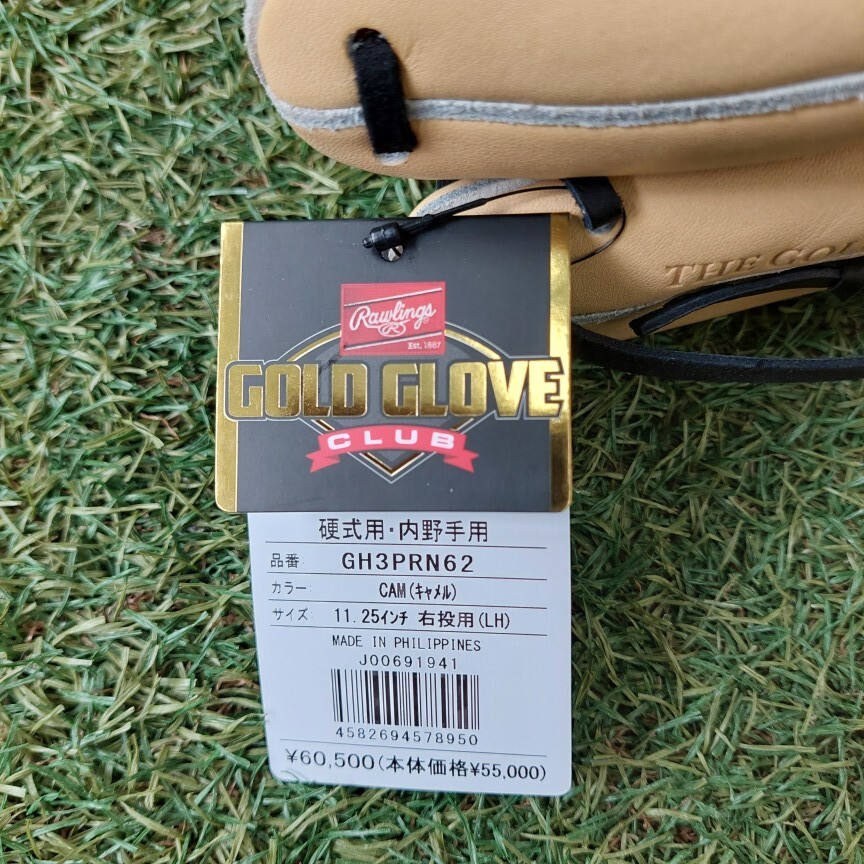 THE GOL
Rawlings
R
Est. 1887
GOLD GLOVE
CLUB
硬式用・内野手用
品番: GH3PRN62
カラー: CAM(キャメル)
サイズ: 11.25インチ 右投用(LH)
MADE IN PHILIPPINES
J00691941
4582694578950
¥60,500(本体価格¥55,000)